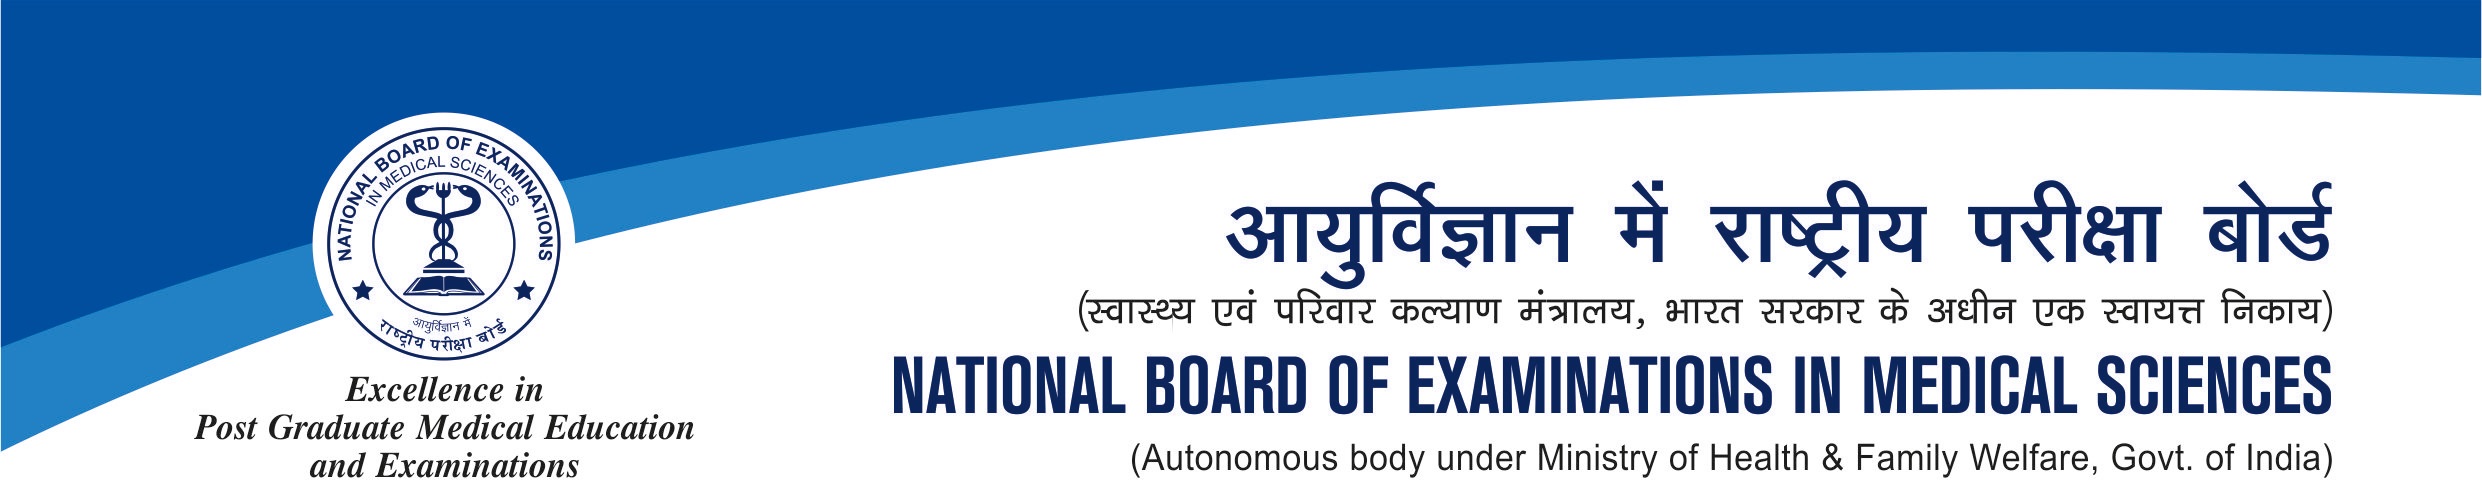 NATIONAL BOARD OF EXAMINATIONS
IN MEDICAL SCIENCES
आयुर्विज्ञान में
राष्ट्रीय परीक्षा बोर्ड
Excellence in
Post Graduate Medical Education
and Examinations
आयुर्विज्ञान में राष्ट्रीय परीक्षा बोर्ड
(स्वास्थ्य एवं परिवार कल्याण मंत्रालय, भारत सरकार के अधीन एक स्वायत्त निकाय)
NATIONAL BOARD OF EXAMINATIONS IN MEDICAL SCIENCES
(Autonomous body under Ministry of Health & Family Welfare, Govt. of India)